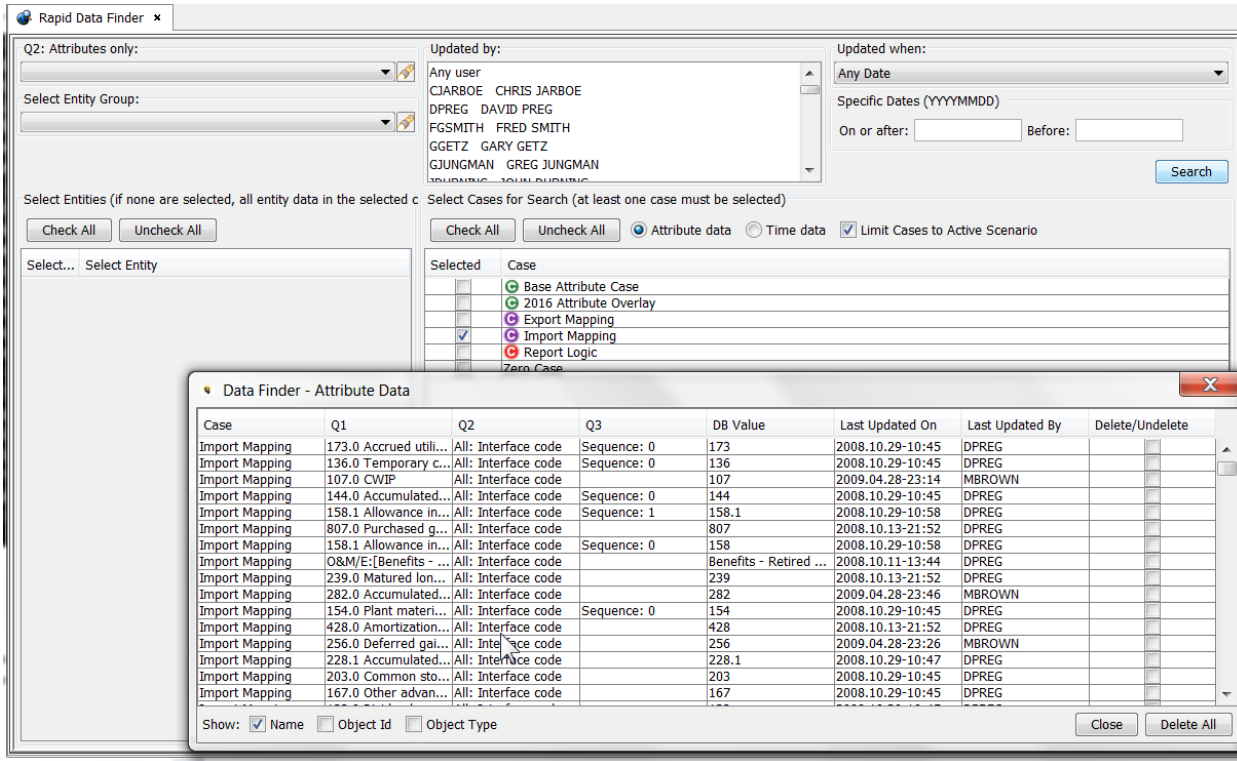 Rapid Data Finder
Q2: Attributes only:
Select Entity Group:
Updated by:
Any user
CJARBOE CHRIS JARBOE
DPREG DAVID PREG
FGSMITH FRED SMITH
GGETZ GARY GETZ
GJUNGMAN GREG JUNGMAN
Updated when:
Any Date
Specific Dates (YYYYMMDD)
On or after: Before:
Search
Select Entities (if none are selected, all entity data in the selected c
Check All Uncheck All
Select... Select Entity
Select Cases for Search (at least one case must be selected)
Check All Uncheck All Attribute data Time data Limit Cases to Active Scenario
Selected Case
Base Attribute Case
2016 Attribute Overlay
Export Mapping
Import Mapping
Report Logic
Zero Case
Data Finder - Attribute Data
Case Q1 Q2 Q3 DB Value Last Updated On Last Updated By Delete/Undelete
Import Mapping 173.0 Accrued utili... All: Interface code Sequence: 0 173 2008.10.29-10:45 DPREG
Import Mapping 136.0 Temporary c... All: Interface code Sequence: 0 136 2008.10.29-10:45 DPREG
Import Mapping 107.0 CWIP All: Interface code 107 2009.04.28-23:14 MBROWN
Import Mapping 144.0 Accumulated... All: Interface code Sequence: 0 144 2008.10.29-10:45 DPREG
Import Mapping 158.1 Allowance in... All: Interface code Sequence: 1 158.1 2008.10.29-10:58 DPREG
Import Mapping 807.0 Purchased g... All: Interface code 807 2008.10.13-21:52 DPREG
Import Mapping 158.1 Allowance in... All: Interface code Sequence: 0 158 2008.10.29-10:58 DPREG
Import Mapping O&M/E:[Benefits - ... All: Interface code Benefits - Retired ... 2008.10.11-13:44 DPREG
Import Mapping 239.0 Matured lon... All: Interface code 239 2008.10.13-21:52 DPREG
Import Mapping 282.0 Accumulated... All: Interface code 282 2009.04.28-23:46 MBROWN
Import Mapping 154.0 Plant materi... All: Interface code Sequence: 0 154 2008.10.29-10:45 DPREG
Import Mapping 428.0 Amortization... All: Interface code 428 2008.10.13-21:52 DPREG
Import Mapping 256.0 Deferred gai... All: Interface code 256 2009.04.28-23:26 MBROWN
Import Mapping 228.1 Accumulated... All: Interface code 228.1 2008.10.29-10:47 DPREG
Import Mapping 203.0 Common sto... All: Interface code 203 2008.10.29-10:45 DPREG
Import Mapping 167.0 Other advan... All: Interface code 167 2008.10.29-10:45 DPREG
Show: Name Object Id Object Type Close Delete All